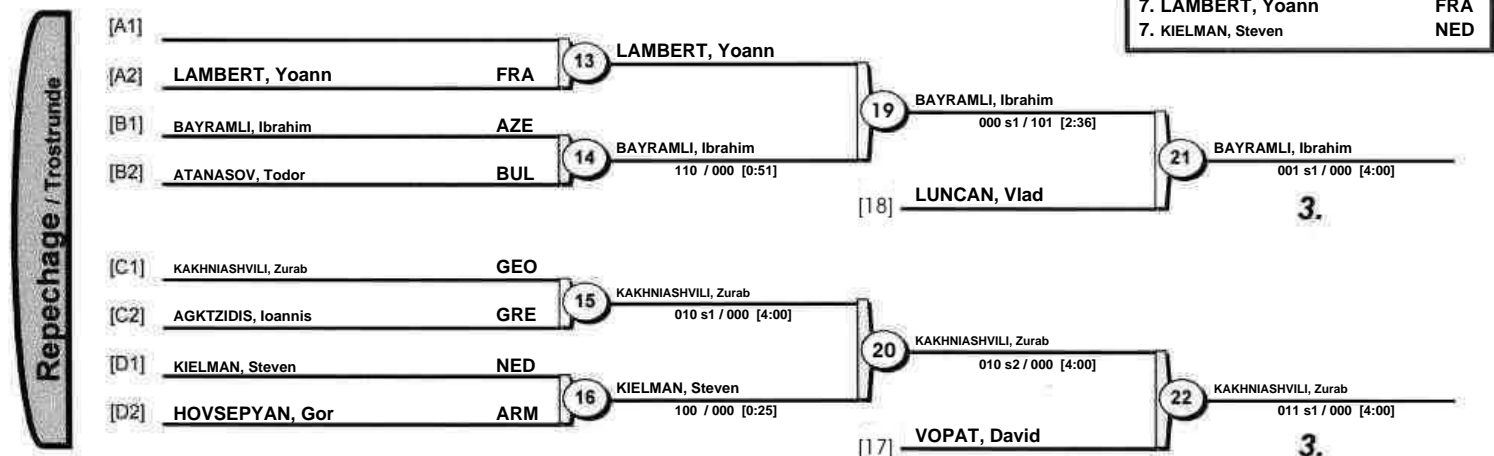 7. LAMBERT, Yoann FRA
7. KIELMAN, Steven NED
Repechage / Trostrunde
[A1]
[A2] LAMBERT, Yoann FRA
13 LAMBERT, Yoann
[B1] BAYRAMLI, Ibrahim AZE
[B2] ATANASOV, Todor BUL
14 BAYRAMLI, Ibrahim
110 / 000 [0:51]
19 BAYRAMLI, Ibrahim
000 s1 / 101 [2:36]
[18] LUNCAN, Vlad
21 BAYRAMLI, Ibrahim
001 s1 / 000 [4:00]
3.
[C1] KAKHNIASHVILI, Zurab GEO
[C2] AGKTZIDIS, Ioannis GRE
15 KAKHNIASHVILI, Zurab
010 s1 / 000 [4:00]
[D1] KIELMAN, Steven NED
[D2] HOVSEPYAN, Gor ARM
16 KIELMAN, Steven
100 / 000 [0:25]
20 KAKHNIASHVILI, Zurab
010 s2 / 000 [4:00]
[17] VOPAT, David
22 KAKHNIASHVILI, Zurab
011 s1 / 000 [4:00]
3.